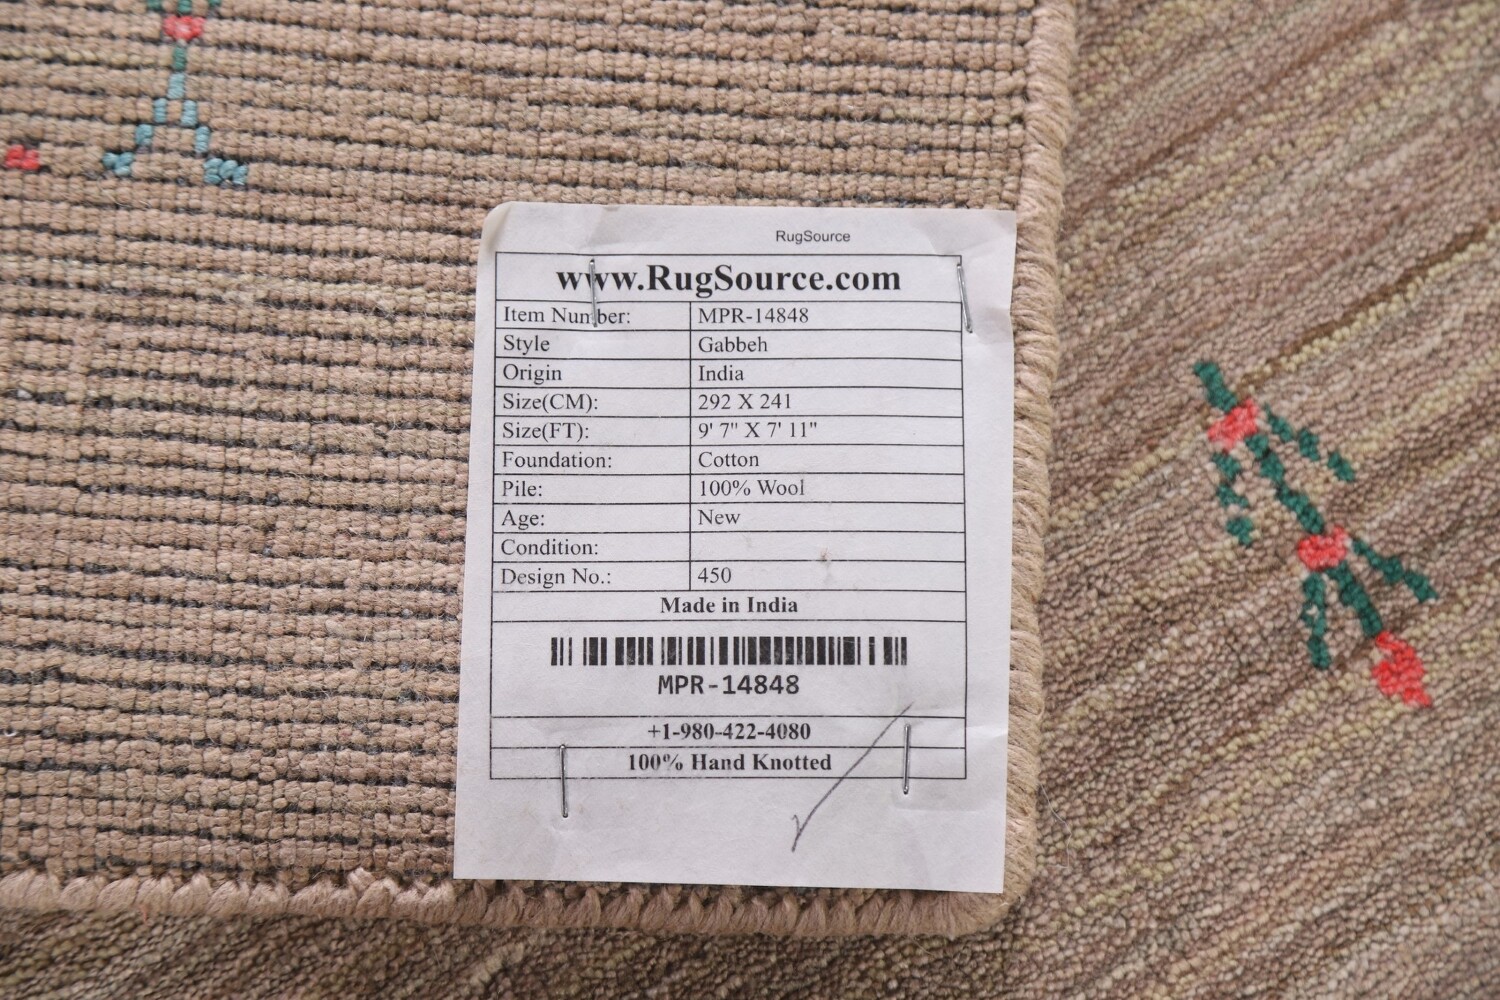 RugSource
www.RugSource.com
Item Number: MPR-14848
Style Gabbeh
Origin India
Size(CM): 292 X 241
Size(FT): 9' 7" X 7' 11"
Foundation: Cotton
Pile: 100% Wool
Age: New
Condition:
Design No.: 450
Made in India
MPR-14848
+1-980-422-4080
100% Hand Knotted